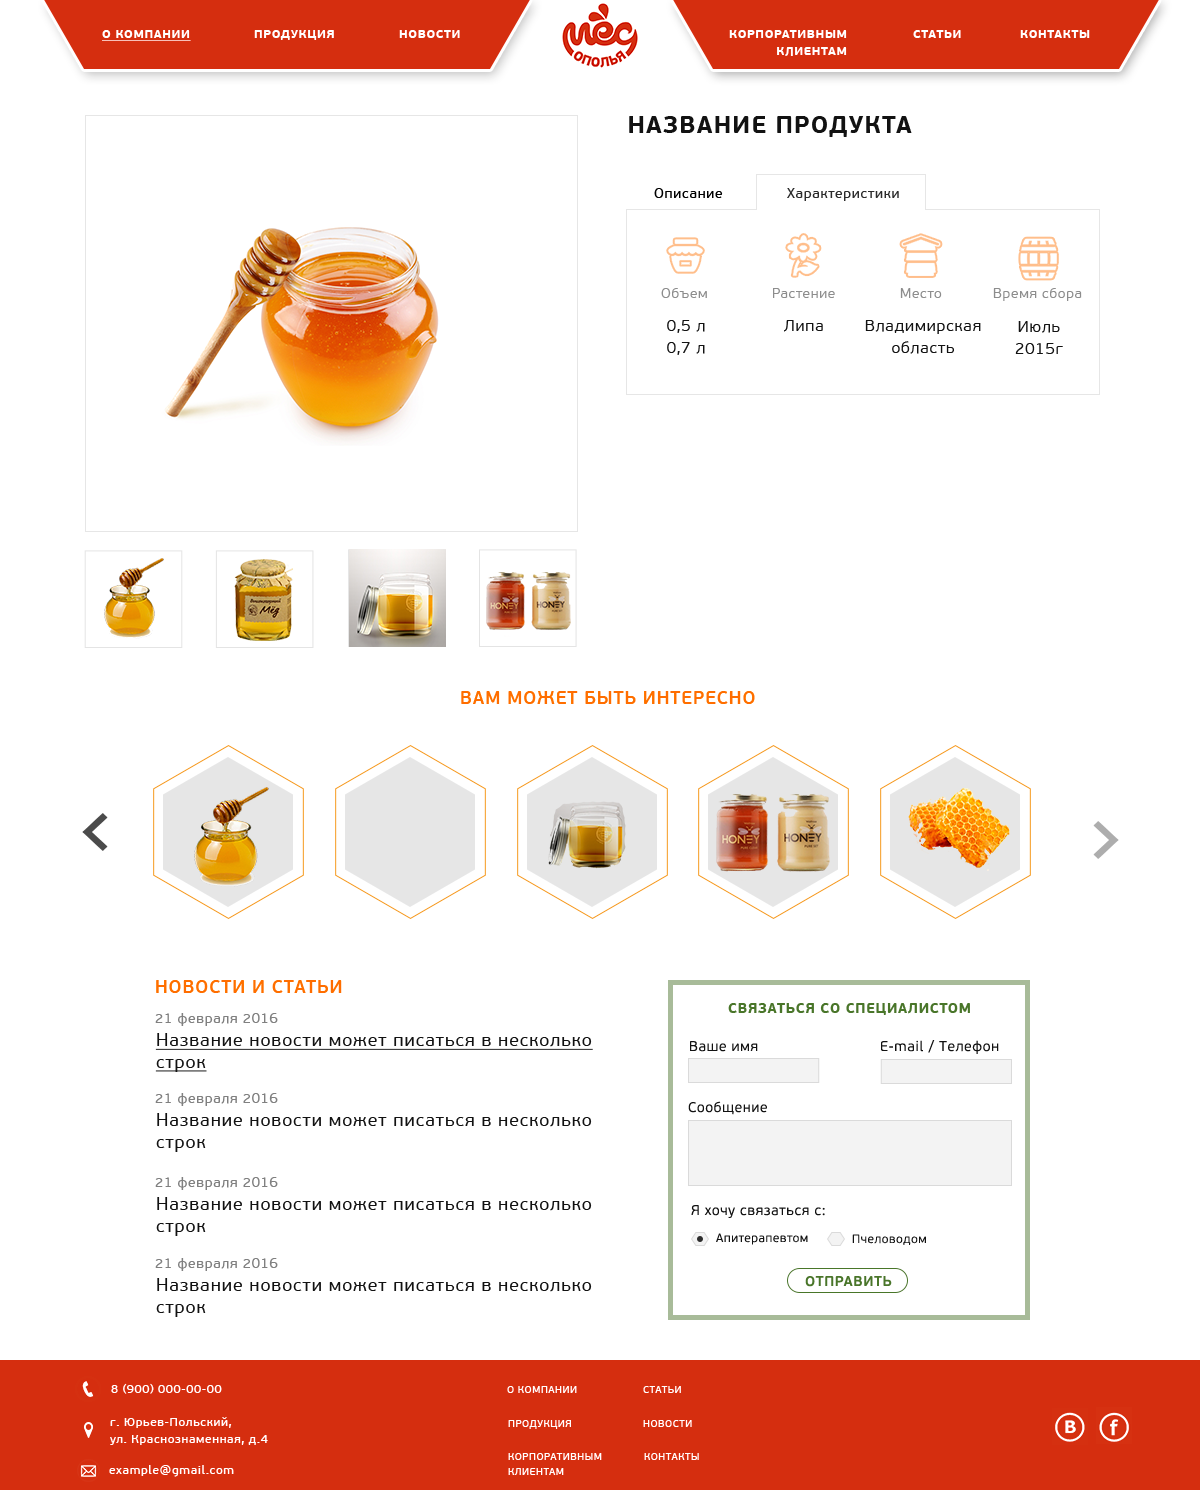 О КОМПАНИИ
ПРОДУКЦИЯ
НОВОСТИ
МЁД
ОПОЛЬЯ
КОРПОРАТИВНЫМ
КЛИЕНТАМ
СТАТЬИ
КОНТАКТЫ
НАЗВАНИЕ ПРОДУКТА
Описание
Характеристики
Объем
Растение
Место
Время сбора
0,5 л
0,7 л
Липа
Владимирская
область
Июль
2015г
Мёд
HONEY
HONEY
ВАМ МОЖЕТ БЫТЬ ИНТЕРЕСНО
HONEY
HONEY
НОВОСТИ И СТАТЬИ
21 февраля 2016
Название новости может писаться в несколько
строк
21 февраля 2016
Название новости может писаться в несколько
строк
21 февраля 2016
Название новости может писаться в несколько
строк
21 февраля 2016
Название новости может писаться в несколько
строк
СВЯЗАТЬСЯ СО СПЕЦИАЛИСТОМ
Ваше имя
E-mail / Телефон
Сообщение
Я хочу связаться с:
Апитерапевтом
Пчеловодом
ОТПРАВИТЬ
8 (900) 000-00-00
г. Юрьев-Польский,
ул. Краснознаменная, д.4
example@gmail.com
О КОМПАНИИ
ПРОДУКЦИЯ
КОРПОРАТИВНЫМ
КЛИЕНТАМ
СТАТЬИ
НОВОСТИ
КОНТАКТЫ
В
f